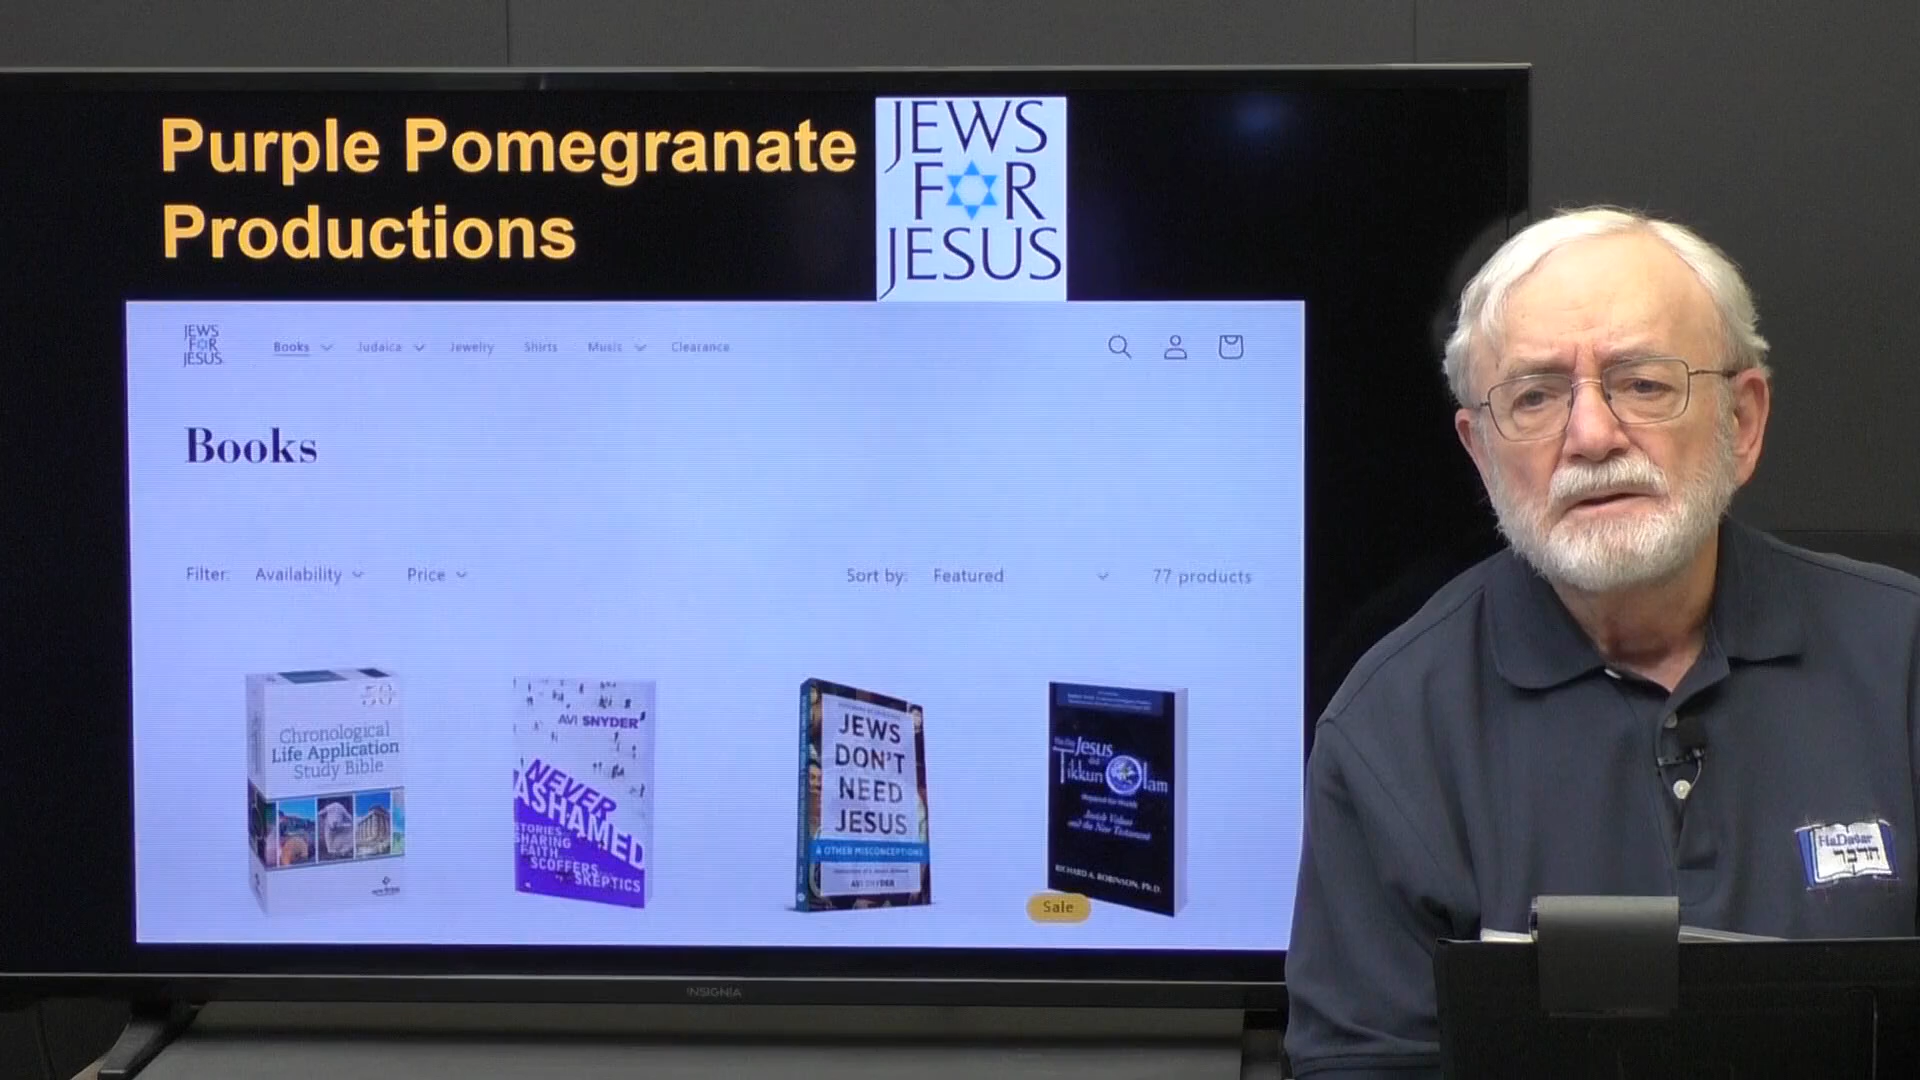 Purple Pomegranate
Productions
JEWS
FOR
JESUS
JEWS
FOR
JESUS
Books Judaica Jewelry Shirts Music Clearance
Books
Filter: Availability Price Sort by: Featured 77 products
50
Chronological
Life Application
Study Bible
AVI SNYDER
NEVER
ASHAMED
STORIES
SHARING
FAITH
SCOFFERS
SKEPTICS
JEWS
DON'T
NEED
JESUS
& OTHER MISCONCEPTIONS
AVI SNYDER
Jesus
did
Tikkun Olam
Jewish Values
and the New Testament
RICHARD A. ROBINSON, PH.D.
Sale
INSIGNIA
HaDavar
הדבר